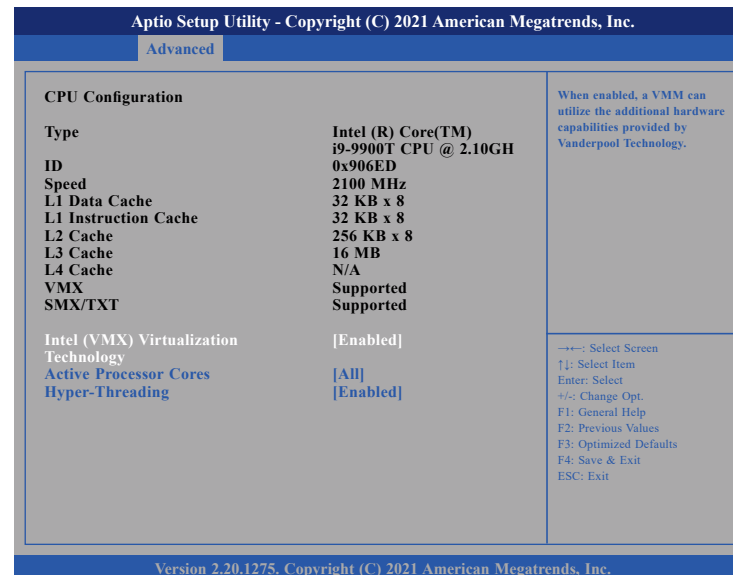 Aptio Setup Utility - Copyright (C) 2021 American Megatrends, Inc.
Advanced
CPU Configuration
Type Intel (R) Core(TM)
i9-9900T CPU @ 2.10GH
ID 0x906ED
Speed 2100 MHz
L1 Data Cache 32 KB x 8
L1 Instruction Cache 32 KB x 8
L2 Cache 256 KB x 8
L3 Cache 16 MB
L4 Cache N/A
VMX Supported
SMX/TXT Supported
Intel (VMX) Virtualization [Enabled]
Technology
Active Processor Cores [All]
Hyper-Threading [Enabled]
When enabled, a VMM can
utilize the additional hardware
capabilities provided by
Vanderpool Technology.
→←: Select Screen
↑↓: Select Item
Enter: Select
+/-: Change Opt.
F1: General Help
F2: Previous Values
F3: Optimized Defaults
F4: Save & Exit
ESC: Exit
Version 2.20.1275. Copyright (C) 2021 American Megatrends, Inc.